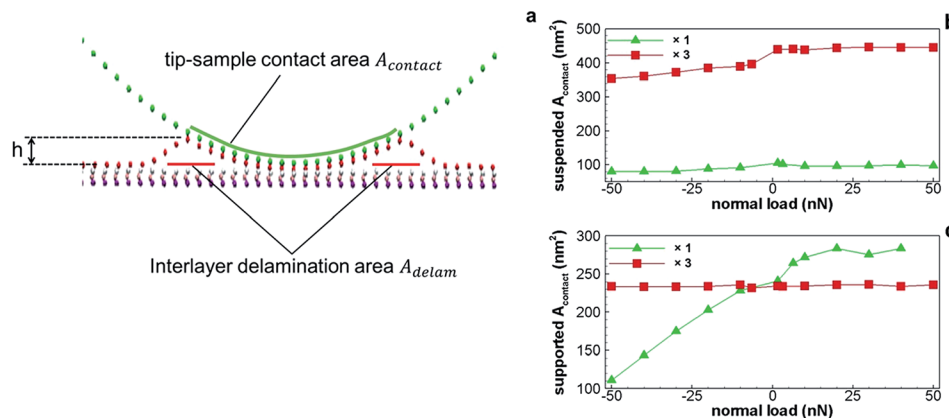 a
tip-sample contact area A_contact
h
Interlayer delamination area A_delam
b
× 1
× 3
suspended A_contact (nm²)
500
400
300
200
100
-50
-25
0
25
50
normal load (nN)
× 1
× 3
supported A_contact (nm²)
300
250
200
150
100
-50
-25
0
25
50
normal load (nN)